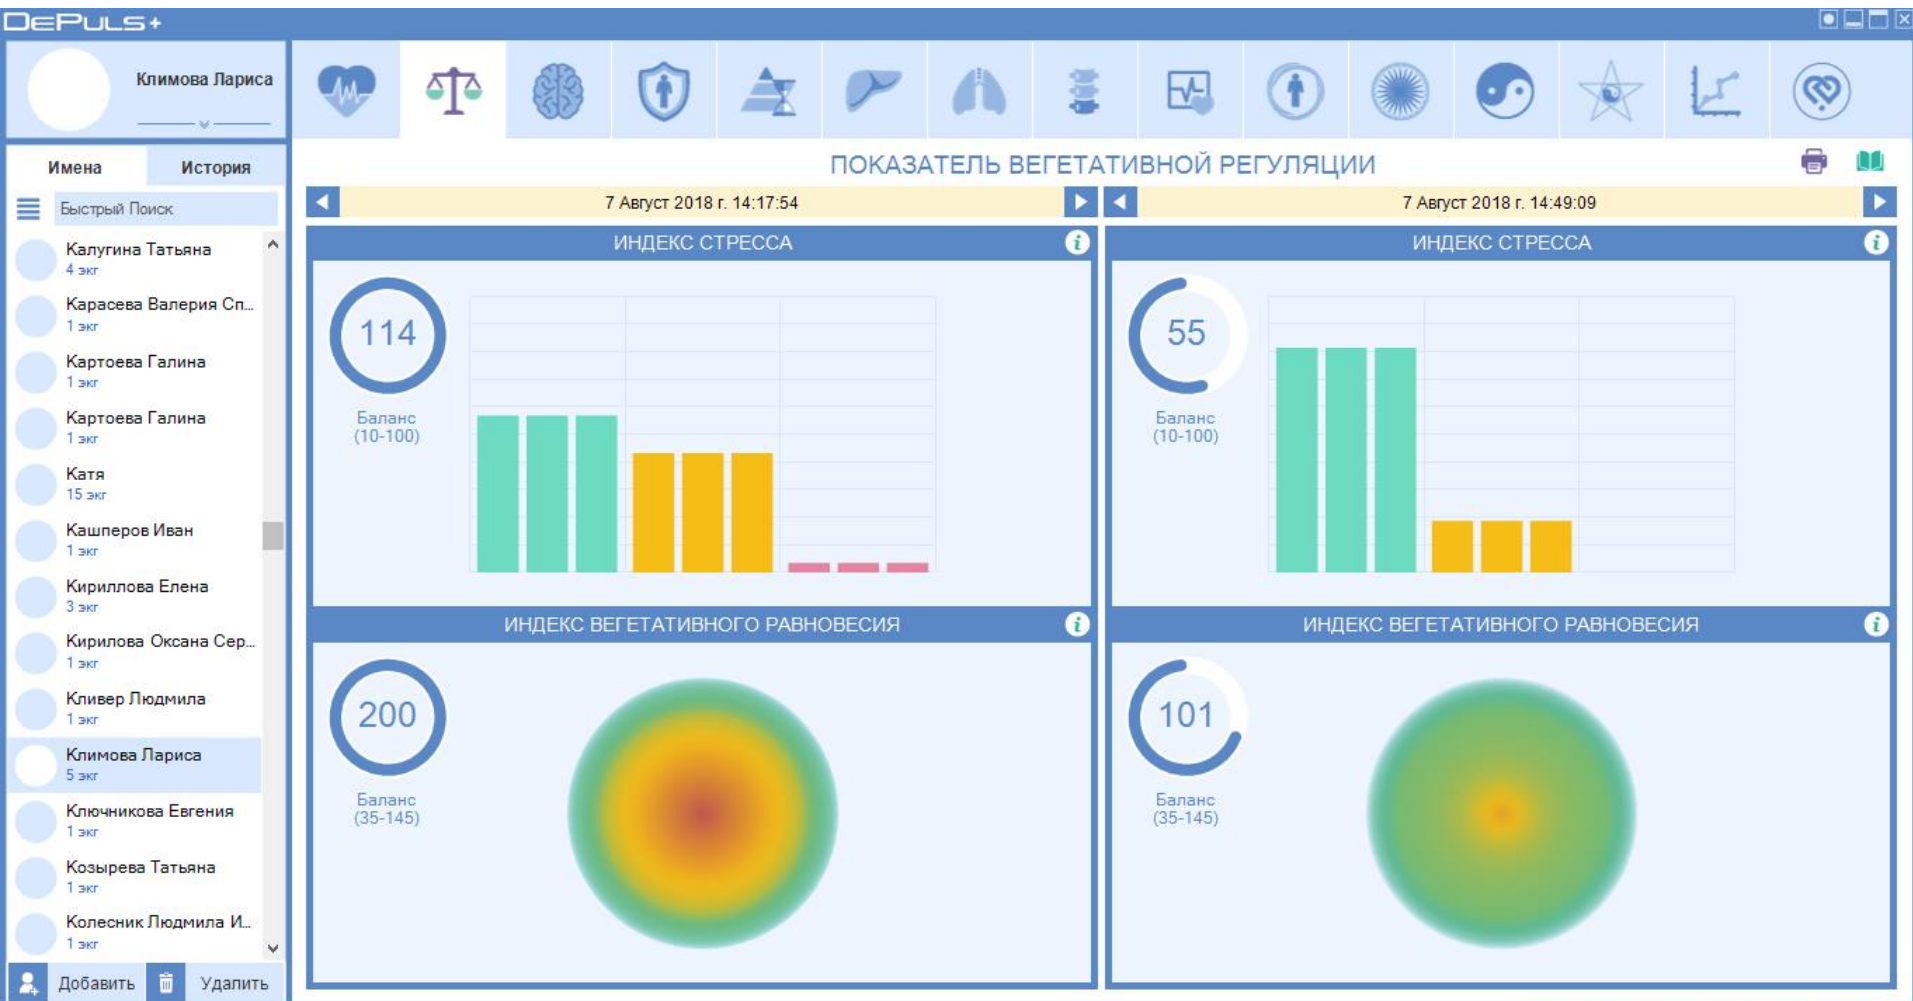 DePuls+
Климова Лариса
Имена
История
Быстрый Поиск
Калугина Татьяна
4 экг
Карасева Валерия Сп...
1 экг
Картоева Галина
1 экг
Картоева Галина
1 экг
Катя
15 экг
Кашперов Иван
1 экг
Кириллова Елена
3 экг
Кирилова Оксана Сер...
1 экг
Кливер Людмила
1 экг
Климова Лариса
5 экг
Ключникова Евгения
1 экг
Козырева Татьяна
1 экг
Колесник Людмила И...
1 экг
Добавить
Удалить
ПОКАЗАТЕЛЬ ВЕГЕТАТИВНОЙ РЕГУЛЯЦИИ
7 Август 2018 г. 14:17:54
ИНДЕКС СТРЕССА
114
Баланс
(10-100)
ИНДЕКС ВЕГЕТАТИВНОГО РАВНОВЕСИЯ
200
Баланс
(35-145)
7 Август 2018 г. 14:49:09
ИНДЕКС СТРЕССА
55
Баланс
(10-100)
ИНДЕКС ВЕГЕТАТИВНОГО РАВНОВЕСИЯ
101
Баланс
(35-145)